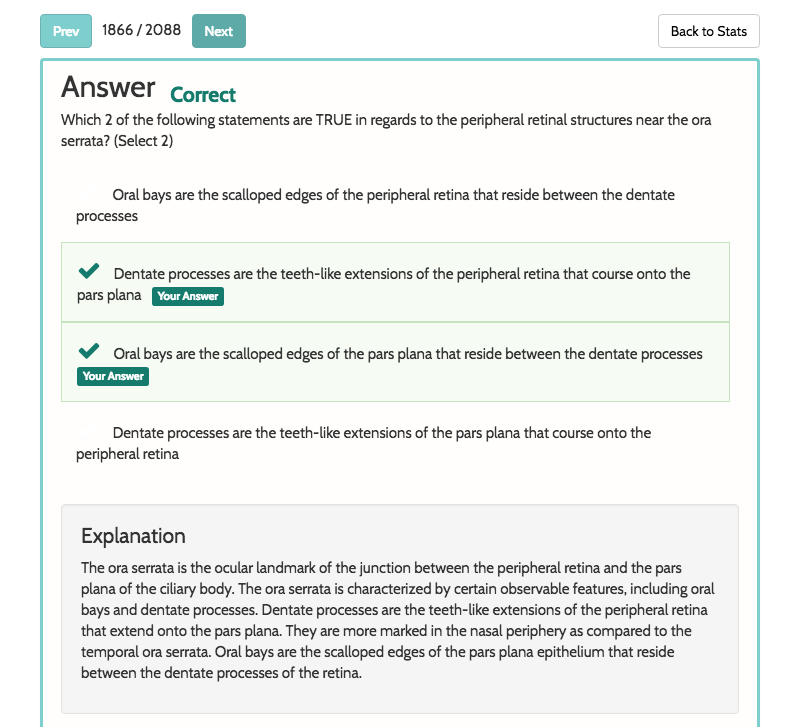 Prev 1866 / 2088 Next Back to Stats
Answer Correct
Which 2 of the following statements are TRUE in regards to the peripheral retinal structures near the ora
serrata? (Select 2)
Oral bays are the scalloped edges of the peripheral retina that reside between the dentate
processes
Dentate processes are the teeth-like extensions of the peripheral retina that course onto the
pars plana Your Answer
Oral bays are the scalloped edges of the pars plana that reside between the dentate processes
Your Answer
Dentate processes are the teeth-like extensions of the pars plana that course onto the
peripheral retina
Explanation
The ora serrata is the ocular landmark of the junction between the peripheral retina and the pars
plana of the ciliary body. The ora serrata is characterized by certain observable features, including oral
bays and dentate processes. Dentate processes are the teeth-like extensions of the peripheral retina
that extend onto the pars plana. They are more marked in the nasal periphery as compared to the
temporal ora serrata. Oral bays are the scalloped edges of the pars plana epithelium that reside
between the dentate processes of the retina.